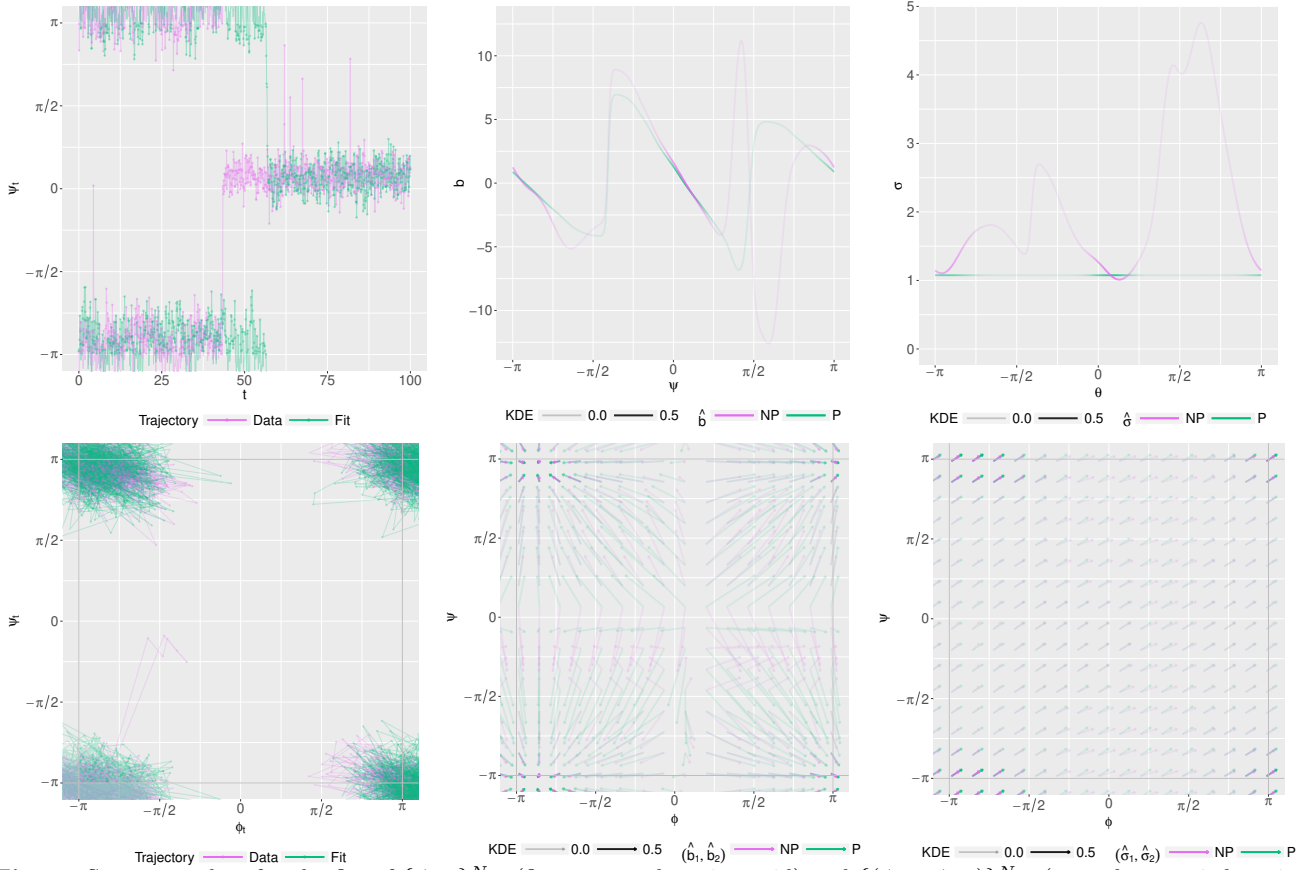 π
π/2
0
−π/2
−π
ψt
0 25 50 75 100
t
Trajectory Data Fit
10
5
0
−5
−10
b
−π −π/2 0 π/2 π
ψ
KDE 0.0 0.5 b̂ NP P
5
4
3
2
1
0
σ
−π −π/2 0 π/2 π
θ
KDE 0.0 0.5 σ̂ NP P
π
π/2
0
−π/2
−π
ψt
−π −π/2 0 π/2 π
ϕt
Trajectory Data Fit
π
π/2
0
−π/2
−π
ψ
−π −π/2 0 π/2 π
ϕ
KDE 0.0 0.5 (b̂1, b̂2) NP P
π
π/2
0
−π/2
−π
ψ
−π −π/2 0 π/2 π
ϕ
KDE 0.0 0.5 (σ̂1, σ̂2) NP P